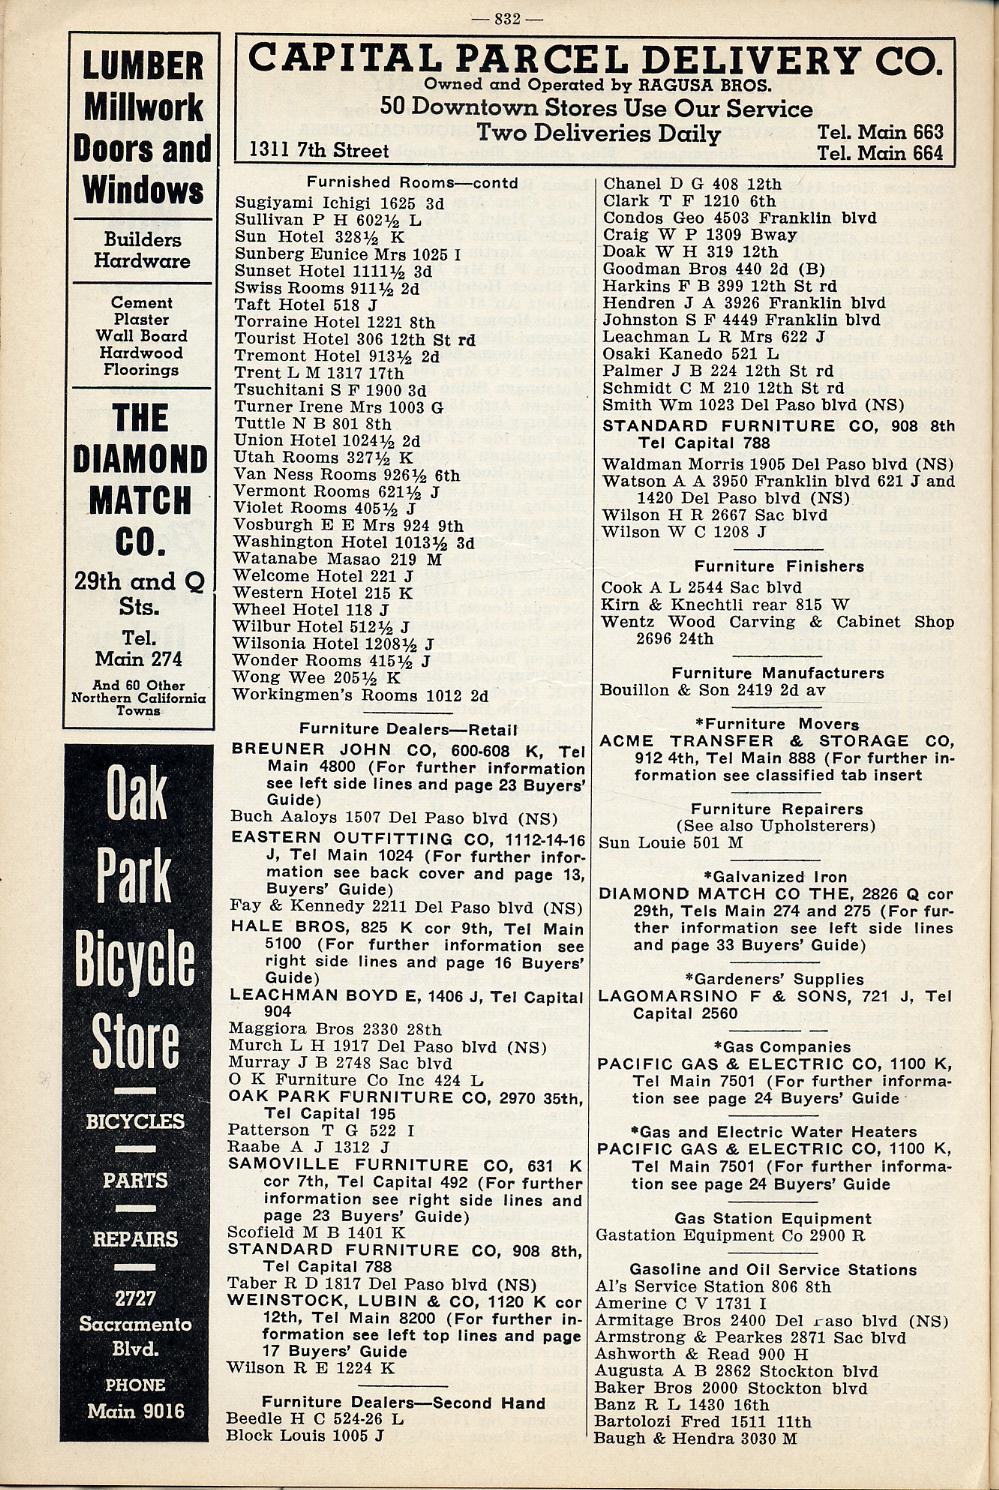 — 832 —
LUMBER
Millwork
Doors and
Windows
Builders
Hardware
Cement
Plaster
Wall Board
Hardwood
Floorings
THE
DIAMOND
MATCH
CO.
29th and Q
Sts.
Tel.
Main 274
And 60 Other
Northern California
Towns
Oak
Park
Bicycle
Store
BICYCLES
PARTS
REPAIRS
2727
Sacramento
Blvd.
PHONE
Main 9016
CAPITAL PARCEL DELIVERY CO.
Owned and Operated by RAGUSA BROS.
50 Downtown Stores Use Our Service
Two Deliveries Daily
1311 7th Street
Tel. Main 663
Tel. Main 664
Furnished Rooms—contd
Sugiyami Ichigi 1625 3d
Sullivan P H 602½ L
Sun Hotel 328½ K
Sunberg Eunice Mrs 1025 I
Sunset Hotel 1111½ 3d
Swiss Rooms 911½ 2d
Taft Hotel 518 J
Torraine Hotel 1221 8th
Tourist Hotel 306 12th St rd
Tremont Hotel 913½ 2d
Trent L M 1317 17th
Tsuchitani S F 1900 3d
Turner Irene Mrs 1003 G
Tuttle N B 801 8th
Union Hotel 1024½ 2d
Utah Rooms 327½ K
Van Ness Rooms 926½ 6th
Vermont Rooms 621½ J
Violet Rooms 405½ J
Vosburgh E E Mrs 924 9th
Washington Hotel 1013½ 3d
Watanabe Masao 219 M
Welcome Hotel 221 J
Western Hotel 215 K
Wheel Hotel 118 J
Wilbur Hotel 512½ J
Wilsonia Hotel 1208½ J
Wonder Rooms 415½ J
Wong Wee 205½ K
Workingmen's Rooms 1012 2d
Furniture Dealers—Retail
BREUNER JOHN CO, 600-608 K, Tel
Main 4800 (For further information
see left side lines and page 23 Buyers'
Guide)
Buch Aaloys 1507 Del Paso blvd (NS)
EASTERN OUTFITTING CO, 1112-14-16
J, Tel Main 1024 (For further infor-
mation see back cover and page 13,
Buyers' Guide)
Fay & Kennedy 2211 Del Paso blvd (NS)
HALE BROS, 825 K cor 9th, Tel Main
5100 (For further information see
right side lines and page 16 Buyers'
Guide)
LEACHMAN BOYD E, 1406 J, Tel Capital
904
Maggiora Bros 2330 28th
Murch L H 1917 Del Paso blvd (NS)
Murray J B 2748 Sac blvd
O K Furniture Co Inc 424 L
OAK PARK FURNITURE CO, 2970 35th,
Tel Capital 195
Patterson T G 522 I
Raabe A J 1312 J
SAMOVILLE FURNITURE CO, 631 K
cor 7th, Tel Capital 492 (For further
information see right side lines and
page 23 Buyers' Guide)
Scofield M B 1401 K
STANDARD FURNITURE CO, 908 8th,
Tel Capital 788
Taber R D 1817 Del Paso blvd (NS)
WEINSTOCK, LUBIN & CO, 1120 K cor
12th, Tel Main 8200 (For further in-
formation see left top lines and page
17 Buyers' Guide
Wilson R E 1224 K
Furniture Dealers—Second Hand
Beedle H C 524-26 L
Block Louis 1005 J
Chanel D G 408 12th
Clark T F 1210 6th
Condos Geo 4503 Franklin blvd
Craig W P 1309 Bway
Doak W H 319 12th
Goodman Bros 440 2d (B)
Harkins F B 399 12th St rd
Hendren J A 3926 Franklin blvd
Johnston S F 4449 Franklin blvd
Leachman L R Mrs 622 J
Osaki Kanedo 521 L
Palmer J B 224 12th St rd
Schmidt C M 210 12th St rd
Smith Wm 1023 Del Paso blvd (NS)
STANDARD FURNITURE CO, 908 8th
Tel Capital 788
Waldman Morris 1905 Del Paso blvd (NS)
Watson A A 3950 Franklin blvd 621 J and
1420 Del Paso blvd (NS)
Wilson H R 2667 Sac blvd
Wilson W C 1208 J
Furniture Finishers
Cook A L 2544 Sac blvd
Kirn & Knechtli rear 815 W
Wentz Wood Carving & Cabinet Shop
2696 24th
Furniture Manufacturers
Bouillon & Son 2419 2d av
*Furniture Movers
ACME TRANSFER & STORAGE CO,
912 4th, Tel Main 888 (For further in-
formation see classified tab insert
Furniture Repairers
(See also Upholsterers)
Sun Louie 501 M
*Galvanized Iron
DIAMOND MATCH CO THE, 2826 Q cor
29th, Tels Main 274 and 275 (For fur-
ther information see left side lines
and page 33 Buyers' Guide)
*Gardeners' Supplies
LAGOMARSINO F & SONS, 721 J, Tel
Capital 2560
*Gas Companies
PACIFIC GAS & ELECTRIC CO, 1100 K,
Tel Main 7501 (For further informa-
tion see page 24 Buyers' Guide
*Gas and Electric Water Heaters
PACIFIC GAS & ELECTRIC CO, 1100 K,
Tel Main 7501 (For further informa-
tion see page 24 Buyers' Guide
Gas Station Equipment
Gastation Equipment Co 2900 R
Gasoline and Oil Service Stations
Al's Service Station 806 8th
Amerine C V 1731 I
Armitage Bros 2400 Del Paso blvd (NS)
Armstrong & Pearkes 2871 Sac blvd
Ashworth & Read 900 H
Augusta A B 2862 Stockton blvd
Baker Bros 2000 Stockton blvd
Banz R L 1430 16th
Bartolozi Fred 1511 11th
Baugh & Hendra 3030 M